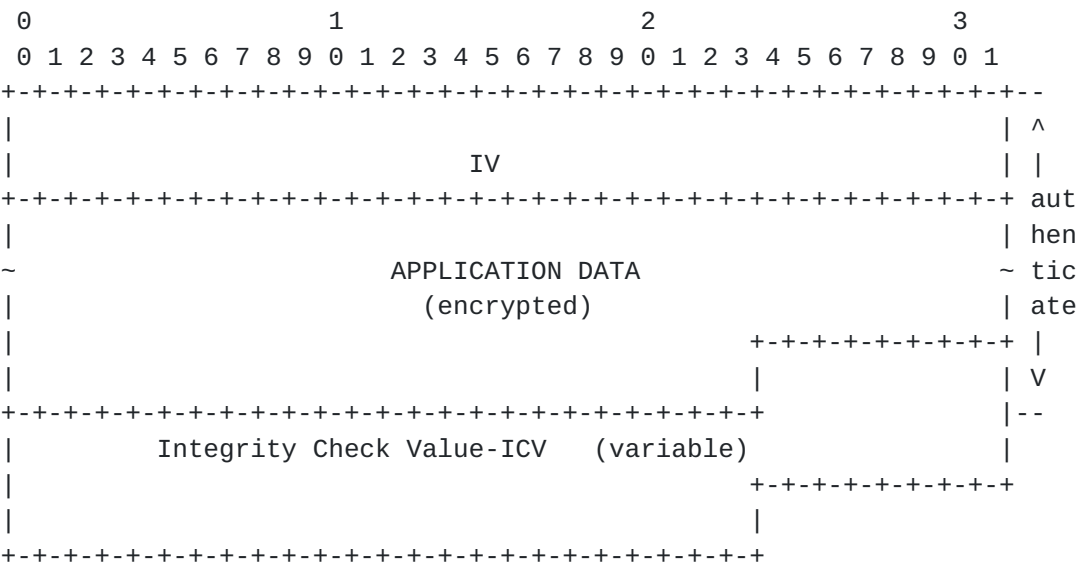 0                   1                   2                   3
 0 1 2 3 4 5 6 7 8 9 0 1 2 3 4 5 6 7 8 9 0 1 2 3 4 5 6 7 8 9 0 1
+-+-+-+-+-+-+-+-+-+-+-+-+-+-+-+-+-+-+-+-+-+-+-+-+-+-+-+-+-+-+-+-+--
|                                                               | ^
|                             IV                                | |
+-+-+-+-+-+-+-+-+-+-+-+-+-+-+-+-+-+-+-+-+-+-+-+-+-+-+-+-+-+-+-+-+ aut
|                                                               | hen
~                        APPLICATION DATA                       ~ tic
|                          (encrypted)                          | ate
|                                               +-+-+-+-+-+-+-+-+ |
|                                               |               | V
+-+-+-+-+-+-+-+-+-+-+-+-+-+-+-+-+-+-+-+-+-+-+-+-+               |--
|         Integrity Check Value-ICV   (variable)                |
|                                               +-+-+-+-+-+-+-+-+
|                                               |
+-+-+-+-+-+-+-+-+-+-+-+-+-+-+-+-+-+-+-+-+-+-+-+-+